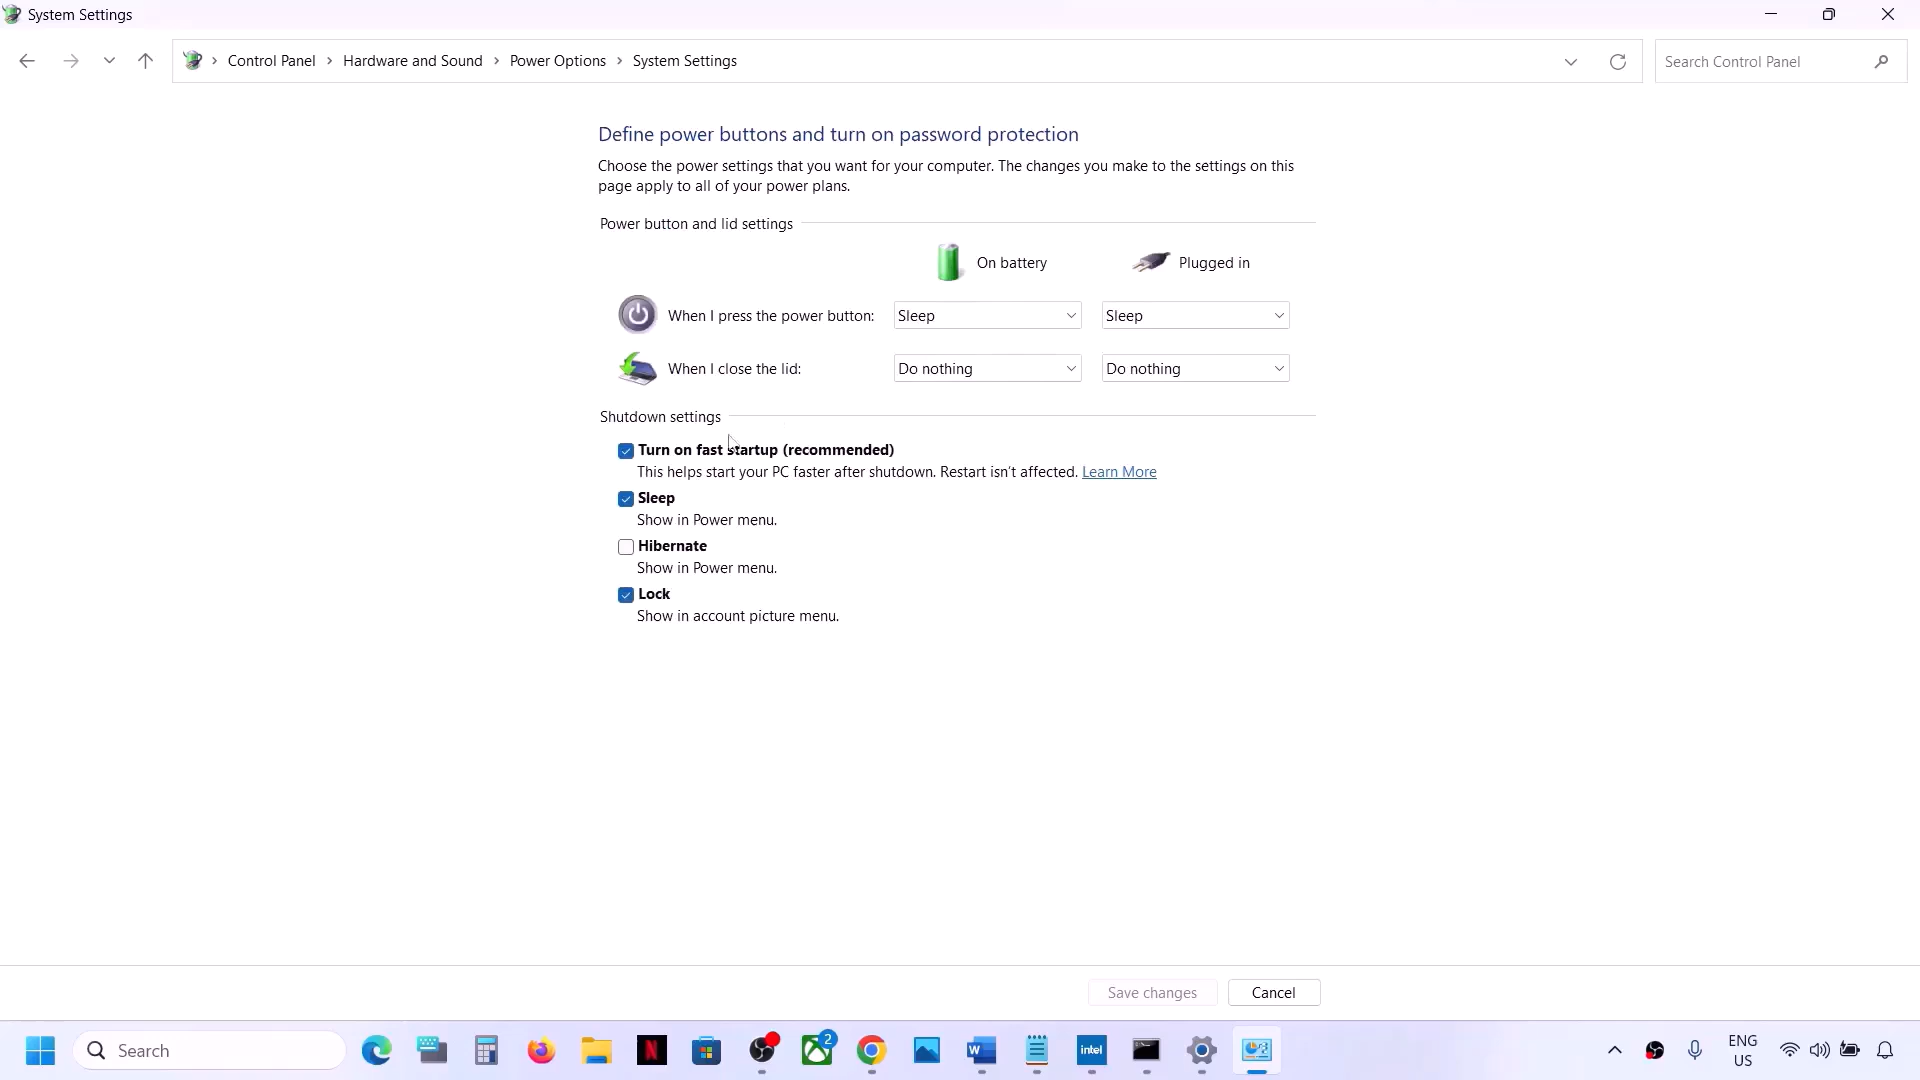 System Settings
Control Panel > Hardware and Sound > Power Options > System Settings
Search Control Panel
Define power buttons and turn on password protection
Choose the power settings that you want for your computer. The changes you make to the settings on this
page apply to all of your power plans.
Power button and lid settings
On battery
Plugged in
When I press the power button:
Sleep
Sleep
When I close the lid:
Do nothing
Do nothing
Shutdown settings
Turn on fast startup (recommended)
This helps start your PC faster after shutdown. Restart isn't affected. Learn More
Sleep
Show in Power menu.
Hibernate
Show in Power menu.
Lock
Show in account picture menu.
Save changes
Cancel
Search
N
2
W
intel
ENG
US